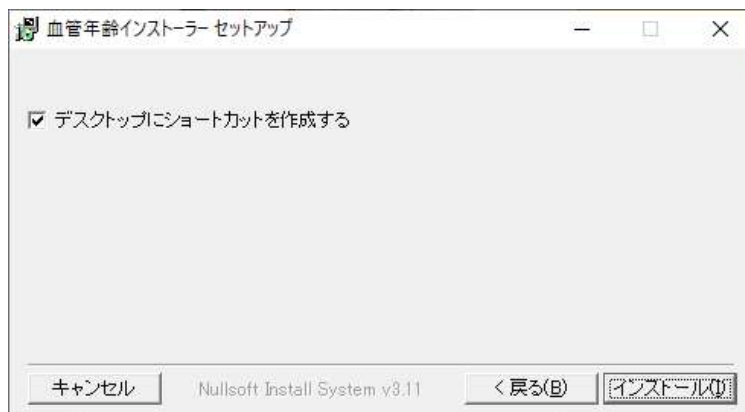 血管年齢インストーラー セットアップ
デスクトップにショートカットを作成する
キャンセル Nullsoft Install System v3.11 < 戻る(B) インストール(I)